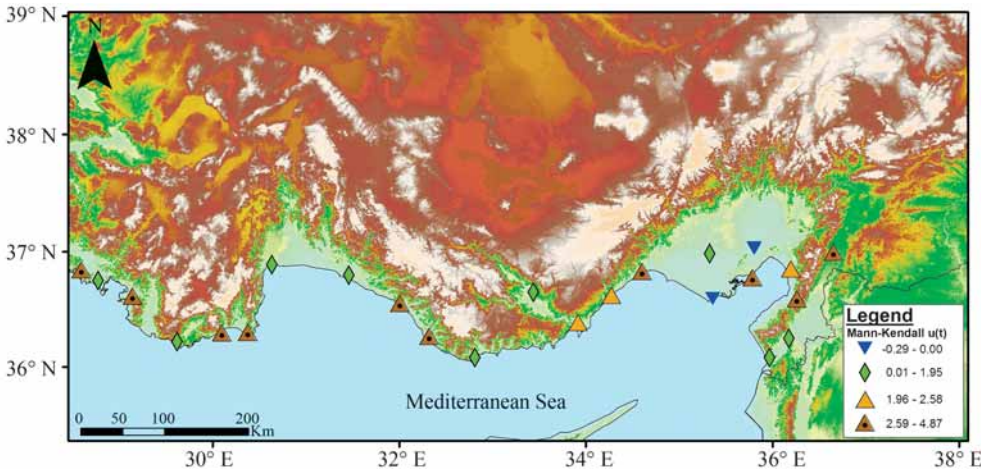 39° N
N
38° N
37° N
36° N
Mediterranean Sea
0 50 100 200
Km
30° E 32° E 34° E 36° E 38° E
Legend
Mann-Kendall u(t)
-0.29 - 0.00
0.01 - 1.95
1.96 - 2.58
2.59 - 4.87